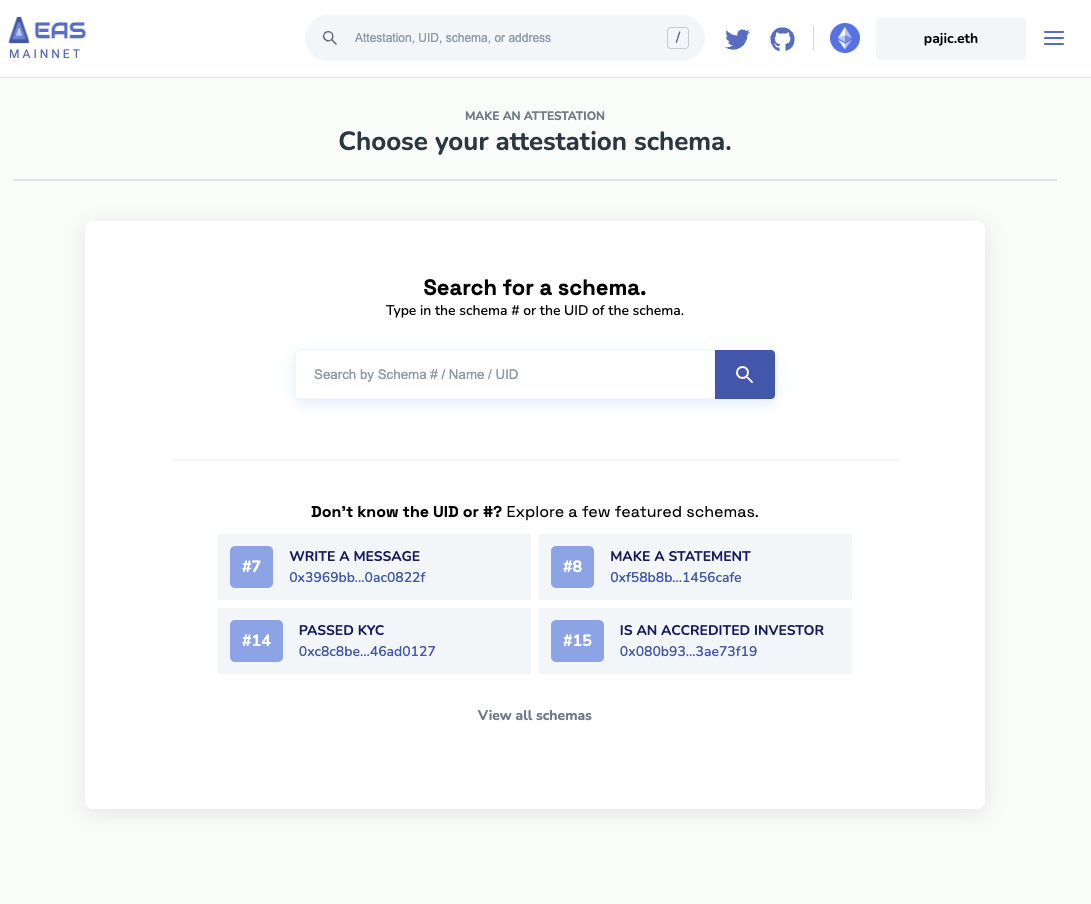 EAS
MAINNET
Attestation, UID, schema, or address
/
pajic.eth
MAKE AN ATTESTATION
Choose your attestation schema.
Search for a schema.
Type in the schema # or the UID of the schema.
Search by Schema # / Name / UID
Don't know the UID or #? Explore a few featured schemas.
#7
WRITE A MESSAGE
0x3969bb...0ac0822f
#8
MAKE A STATEMENT
0xf58b8b...1456cafe
#14
PASSED KYC
0xc8c8be...46ad0127
#15
IS AN ACCREDITED INVESTOR
0x080b93...3ae73f19
View all schemas